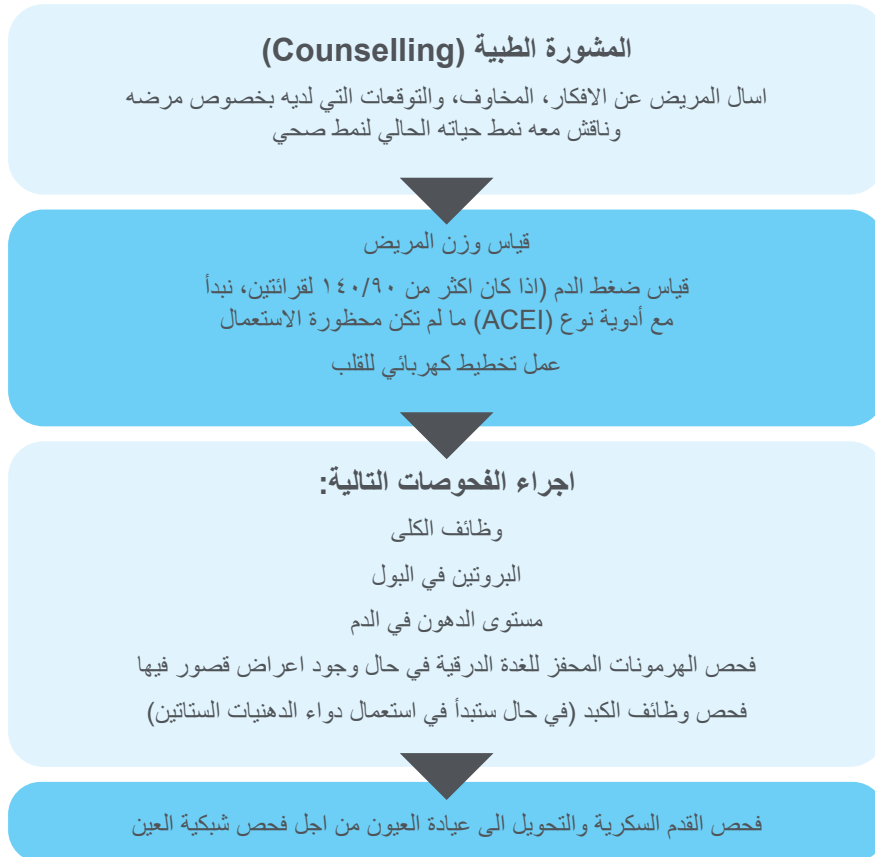 المشورة الطبية (Counselling)
اسال المريض عن الافكار، المخاوف، والتوقعات التي لديه بخصوص مرضه
وناقش معه نمط حياته الحالي لنمط صحي
قياس وزن المريض
قياس ضغط الدم (اذا كان اكثر من ١٤٠/٩٠ لقرائتين، نبدأ
مع أدوية نوع (ACEI) ما لم تكن محظورة الاستعمال
عمل تخطيط كهربائي للقلب
اجراء الفحوصات التالية:
وظائف الكلى
البروتين في البول
مستوى الدهون في الدم
فحص الهرمونات المحفز للغدة الدرقية في حال وجود اعراض قصور فيها
فحص وظائف الكبد (في حال ستبدأ في استعمال دواء الدهنيات الستاتين)
فحص القدم السكرية والتحويل الى عيادة العيون من اجل فحص شبكية العين